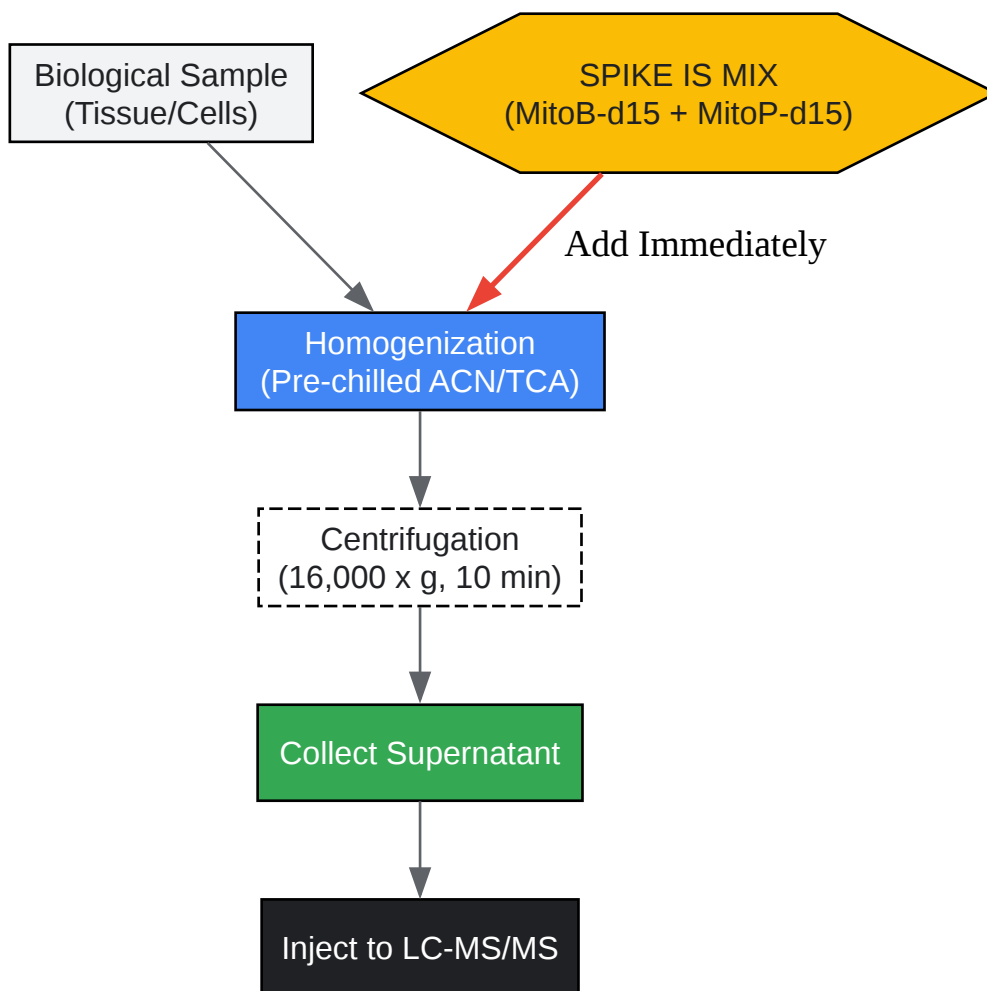 Biological Sample
(Tissue/Cells)
SPIKE IS MIX
(MitoB-d15 + MitoP-d15)
Add Immediately
Homogenization
(Pre-chilled ACN/TCA)
Centrifugation
(16,000 x g, 10 min)
Collect Supernatant
Inject to LC-MS/MS